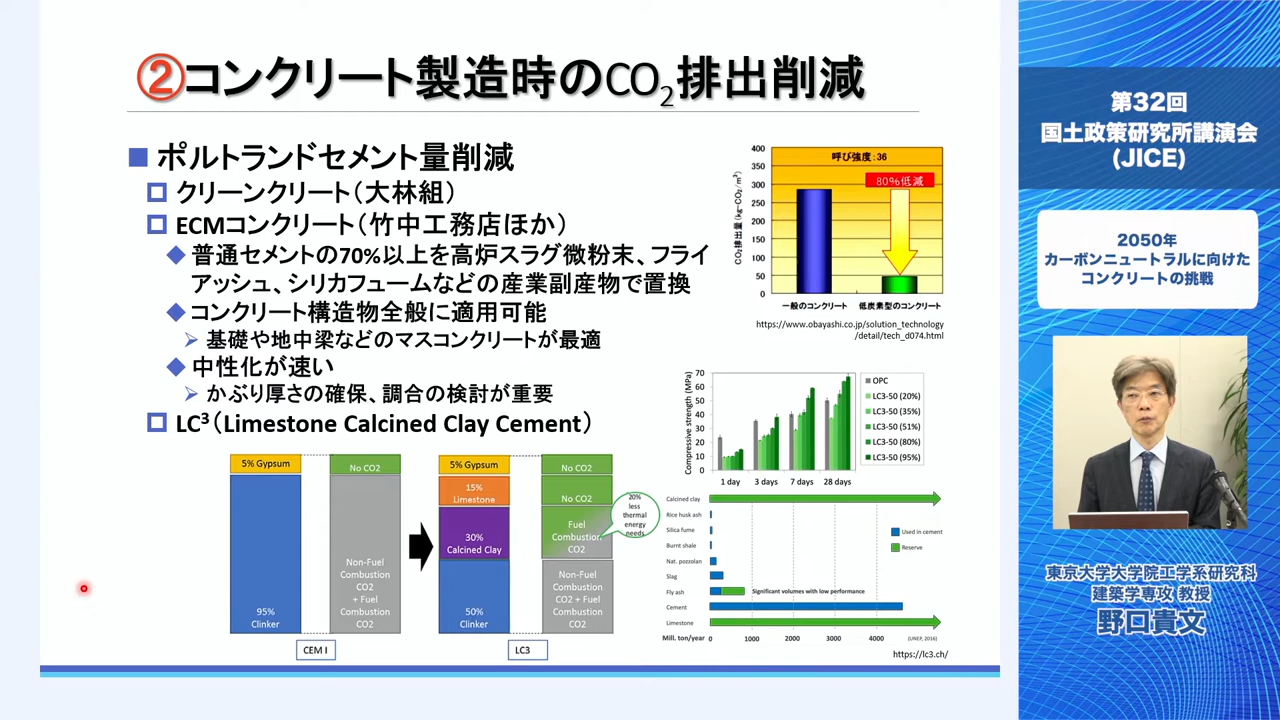 ②コンクリート製造時のCO2排出削減
ポルトランドセメント量削減
クリーンクリート（大林組）
ECMコンクリート（竹中工務店ほか）
普通セメントの70%以上を高炉スラグ微粉末、フライ
アッシュ、シリカフュームなどの産業副産物で置換
コンクリート構造物全般に適用可能
基礎や地中梁などのマスコンクリートが最適
中性化が速い
かぶり厚さの確保、調合の検討が重要
LC³（Limestone Calcined Clay Cement）
5% Gypsum
95%
Clinker
No CO2
Non-Fuel
Combustion
CO2
+ Fuel
Combustion
CO2
CEM I
5% Gypsum
15%
Limestone
30%
Calcined Clay
50%
Clinker
No CO2
No CO2
Fuel
Combustion
CO2
Non-Fuel
Combustion
CO2 + Fuel
Combustion
CO2
20%
less
thermal
energy
needs
LC3
呼び強度：36
80%低減
CO₂排出量（kg-CO₂/m³）
400
350
300
250
200
150
100
50
0
一般のコンクリート
低炭素型のコンクリート
https://www.obayashi.co.jp/solution_technology
/detail/tech_d074.html
Compressive strength (MPa)
70
60
50
40
30
20
10
0
1 day
3 days
7 days
28 days
OPC
LC3-50 (20%)
LC3-50 (35%)
LC3-50 (51%)
LC3-50 (80%)
LC3-50 (95%)
Calcined clay
Rice husk ash
Silica fume
Burnt shale
Nat. pozzolan
Slag
Fly ash
Cement
Limestone
Used in cement
Reserve
Significant volumes with low performance
Mill. ton/year
0
1000
2000
3000
4000
(UNEP, 2016)
https://lc3.ch/
第32回
国土政策研究所講演会
(JICE)
2050年
カーボンニュートラルに向けた
コンクリートの挑戦
東京大学大学院工学系研究科
建築学専攻 教授
野口貴文